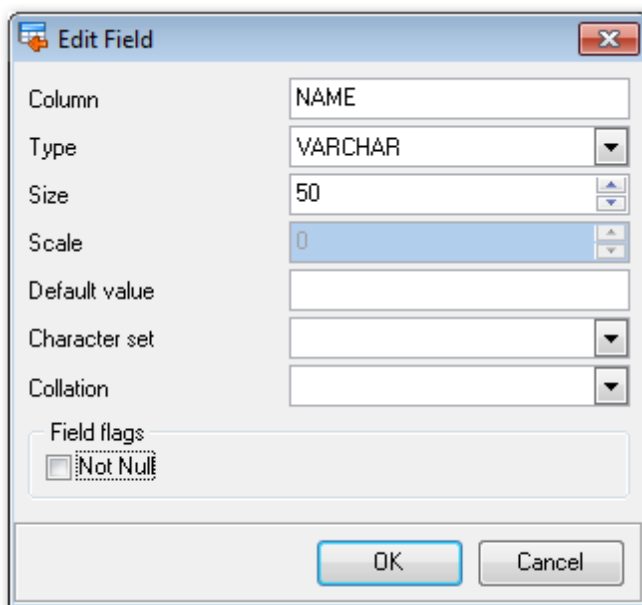 Edit Field
Column NAME
Type VARCHAR
Size 50
Scale 0
Default value
Character set
Collation
Field flags
Not Null
OK Cancel